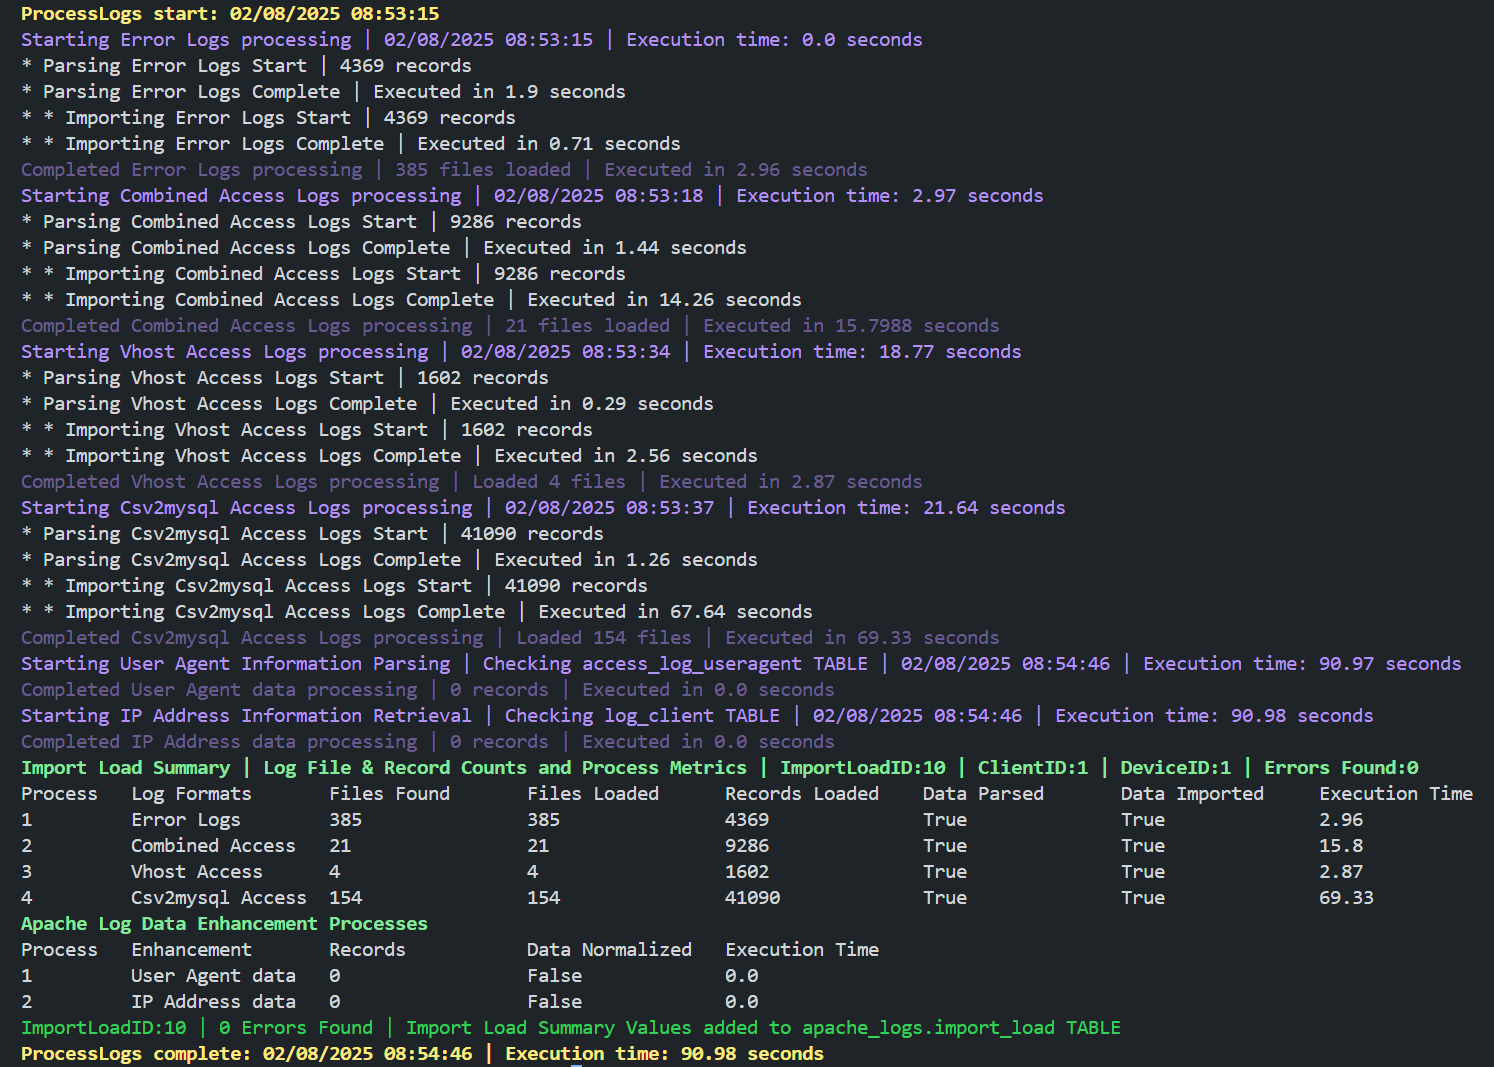 ProcessLogs start: 02/08/2025 08:53:15
Starting Error Logs processing | 02/08/2025 08:53:15 | Execution time: 0.0 seconds
* Parsing Error Logs Start | 4369 records
* Parsing Error Logs Complete | Executed in 1.9 seconds
* * Importing Error Logs Start | 4369 records
* * Importing Error Logs Complete | Executed in 0.71 seconds
Completed Error Logs processing | 385 files loaded | Executed in 2.96 seconds
Starting Combined Access Logs processing | 02/08/2025 08:53:18 | Execution time: 2.97 seconds
* Parsing Combined Access Logs Start | 9286 records
* Parsing Combined Access Logs Complete | Executed in 1.44 seconds
* * Importing Combined Access Logs Start | 9286 records
* * Importing Combined Access Logs Complete | Executed in 14.26 seconds
Completed Combined Access Logs processing | 21 files loaded | Executed in 15.7988 seconds
Starting Vhost Access Logs processing | 02/08/2025 08:53:34 | Execution time: 18.77 seconds
* Parsing Vhost Access Logs Start | 1602 records
* Parsing Vhost Access Logs Complete | Executed in 0.29 seconds
* * Importing Vhost Access Logs Start | 1602 records
* * Importing Vhost Access Logs Complete | Executed in 2.56 seconds
Completed Vhost Access Logs processing | Loaded 4 files | Executed in 2.87 seconds
Starting Csv2mysql Access Logs processing | 02/08/2025 08:53:37 | Execution time: 21.64 seconds
* Parsing Csv2mysql Access Logs Start | 41090 records
* Parsing Csv2mysql Access Logs Complete | Executed in 1.26 seconds
* * Importing Csv2mysql Access Logs Start | 41090 records
* * Importing Csv2mysql Access Logs Complete | Executed in 67.64 seconds
Completed Csv2mysql Access Logs processing | Loaded 154 files | Executed in 69.33 seconds
Starting User Agent Information Parsing | Checking access_log_useragent TABLE | 02/08/2025 08:54:46 | Execution time: 90.97 seconds
Completed User Agent data processing | 0 records | Executed in 0.0 seconds
Starting IP Address Information Retrieval | Checking log_client TABLE | 02/08/2025 08:54:46 | Execution time: 90.98 seconds
Completed IP Address data processing | 0 records | Executed in 0.0 seconds
Import Load Summary | Log File & Record Counts and Process Metrics | ImportLoadID:10 | ClientID:1 | DeviceID:1 | Errors Found:0
Process Log Formats Files Found Files Loaded Records Loaded Data Parsed Data Imported Execution Time
1 Error Logs 385 385 4369 True True 2.96
2 Combined Access 21 21 9286 True True 15.8
3 Vhost Access 4 4 1602 True True 2.87
4 Csv2mysql Access 154 154 41090 True True 69.33
Apache Log Data Enhancement Processes
Process Enhancement Records Data Normalized Execution Time
1 User Agent data 0 False 0.0
2 IP Address data 0 False 0.0
ImportLoadID:10 | 0 Errors Found | Import Load Summary Values added to apache_logs.import_load TABLE
ProcessLogs complete: 02/08/2025 08:54:46 | Execution time: 90.98 seconds